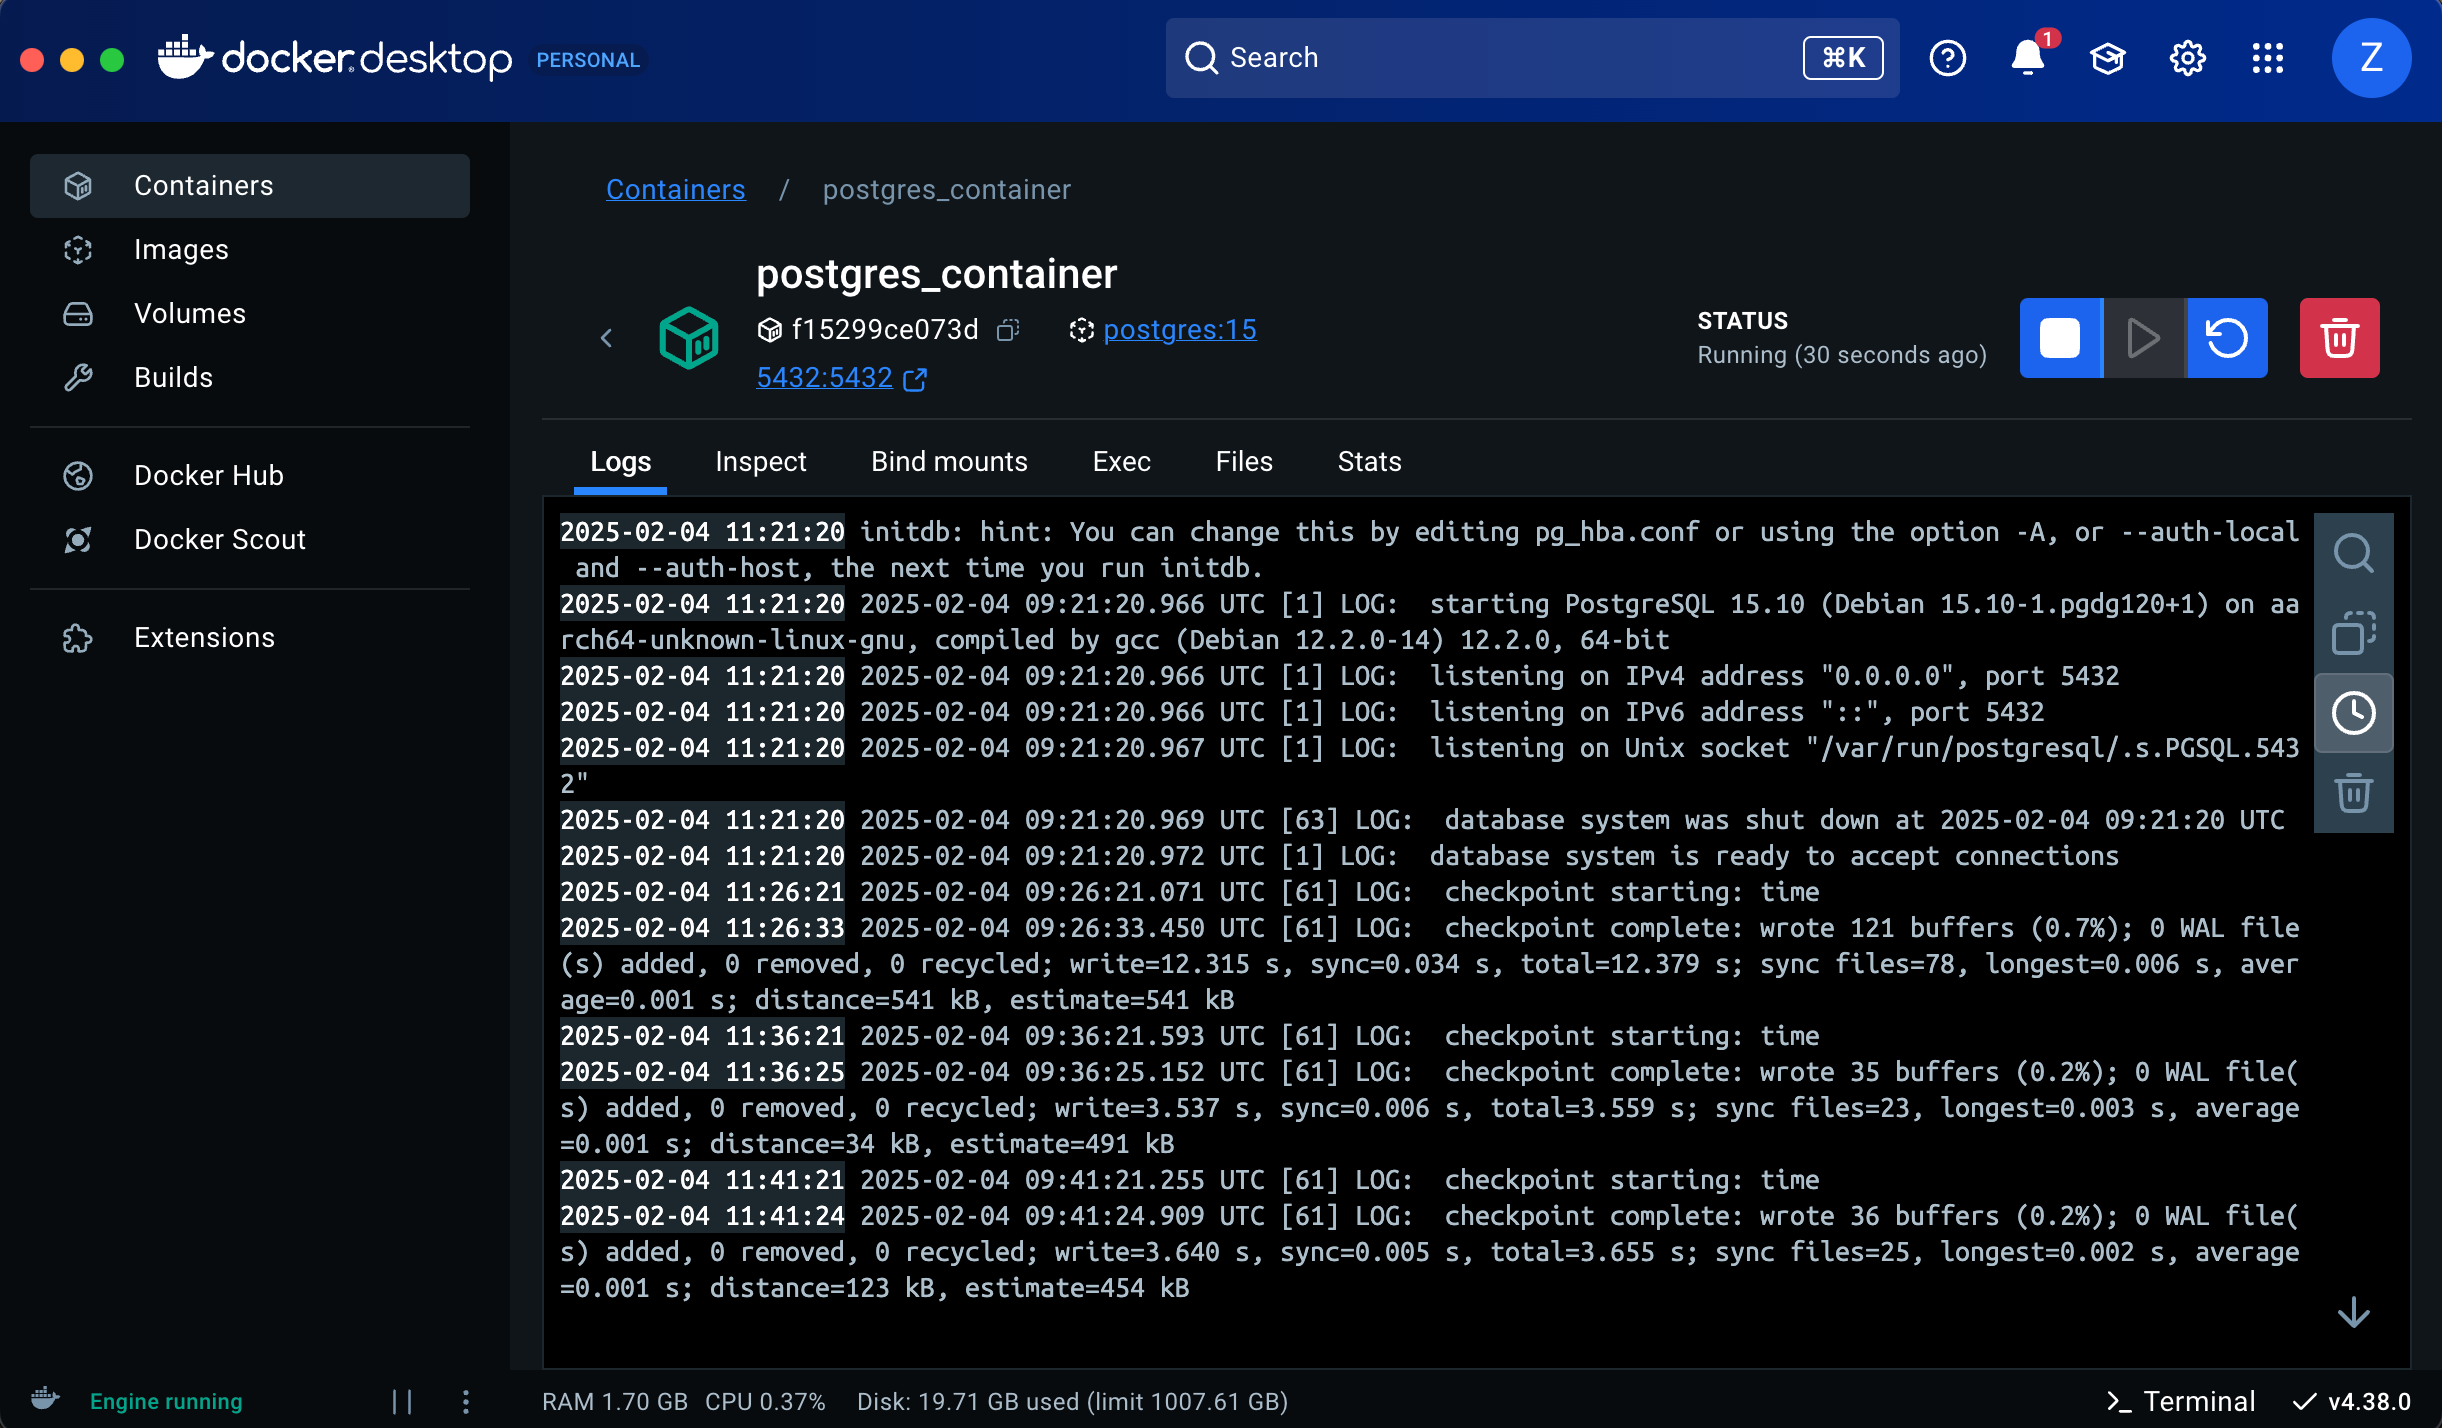 docker desktop PERSONAL
Search
⌘K
1
Z
Containers
Images
Volumes
Builds
Docker Hub
Docker Scout
Extensions
Containers / postgres_container
postgres_container
f15299ce073d postgres:15
5432:5432
STATUS
Running (30 seconds ago)
Logs Inspect Bind mounts Exec Files Stats
2025-02-04 11:21:20 initdb: hint: You can change this by editing pg_hba.conf or using the option -A, or --auth-local
and --auth-host, the next time you run initdb.
2025-02-04 11:21:20 2025-02-04 09:21:20.966 UTC [1] LOG:  starting PostgreSQL 15.10 (Debian 15.10-1.pgdg120+1) on aa
rch64-unknown-linux-gnu, compiled by gcc (Debian 12.2.0-14) 12.2.0, 64-bit
2025-02-04 11:21:20 2025-02-04 09:21:20.966 UTC [1] LOG:  listening on IPv4 address "0.0.0.0", port 5432
2025-02-04 11:21:20 2025-02-04 09:21:20.966 UTC [1] LOG:  listening on IPv6 address "::", port 5432
2025-02-04 11:21:20 2025-02-04 09:21:20.967 UTC [1] LOG:  listening on Unix socket "/var/run/postgresql/.s.PGSQL.543
2"
2025-02-04 11:21:20 2025-02-04 09:21:20.969 UTC [63] LOG:  database system was shut down at 2025-02-04 09:21:20 UTC
2025-02-04 11:21:20 2025-02-04 09:21:20.972 UTC [1] LOG:  database system is ready to accept connections
2025-02-04 11:26:21 2025-02-04 09:26:21.071 UTC [61] LOG:  checkpoint starting: time
2025-02-04 11:26:33 2025-02-04 09:26:33.450 UTC [61] LOG:  checkpoint complete: wrote 121 buffers (0.7%); 0 WAL file
(s) added, 0 removed, 0 recycled; write=12.315 s, sync=0.034 s, total=12.379 s; sync files=78, longest=0.006 s, aver
age=0.001 s; distance=541 kB, estimate=541 kB
2025-02-04 11:36:21 2025-02-04 09:36:21.593 UTC [61] LOG:  checkpoint starting: time
2025-02-04 11:36:25 2025-02-04 09:36:25.152 UTC [61] LOG:  checkpoint complete: wrote 35 buffers (0.2%); 0 WAL file(
s) added, 0 removed, 0 recycled; write=3.537 s, sync=0.006 s, total=3.559 s; sync files=23, longest=0.003 s, average
=0.001 s; distance=34 kB, estimate=491 kB
2025-02-04 11:41:21 2025-02-04 09:41:21.255 UTC [61] LOG:  checkpoint starting: time
2025-02-04 11:41:24 2025-02-04 09:41:24.909 UTC [61] LOG:  checkpoint complete: wrote 36 buffers (0.2%); 0 WAL file(
s) added, 0 removed, 0 recycled; write=3.640 s, sync=0.005 s, total=3.655 s; sync files=25, longest=0.002 s, average
=0.001 s; distance=123 kB, estimate=454 kB
Engine running
RAM 1.70 GB CPU 0.37% Disk: 19.71 GB used (limit 1007.61 GB)
Terminal
v4.38.0